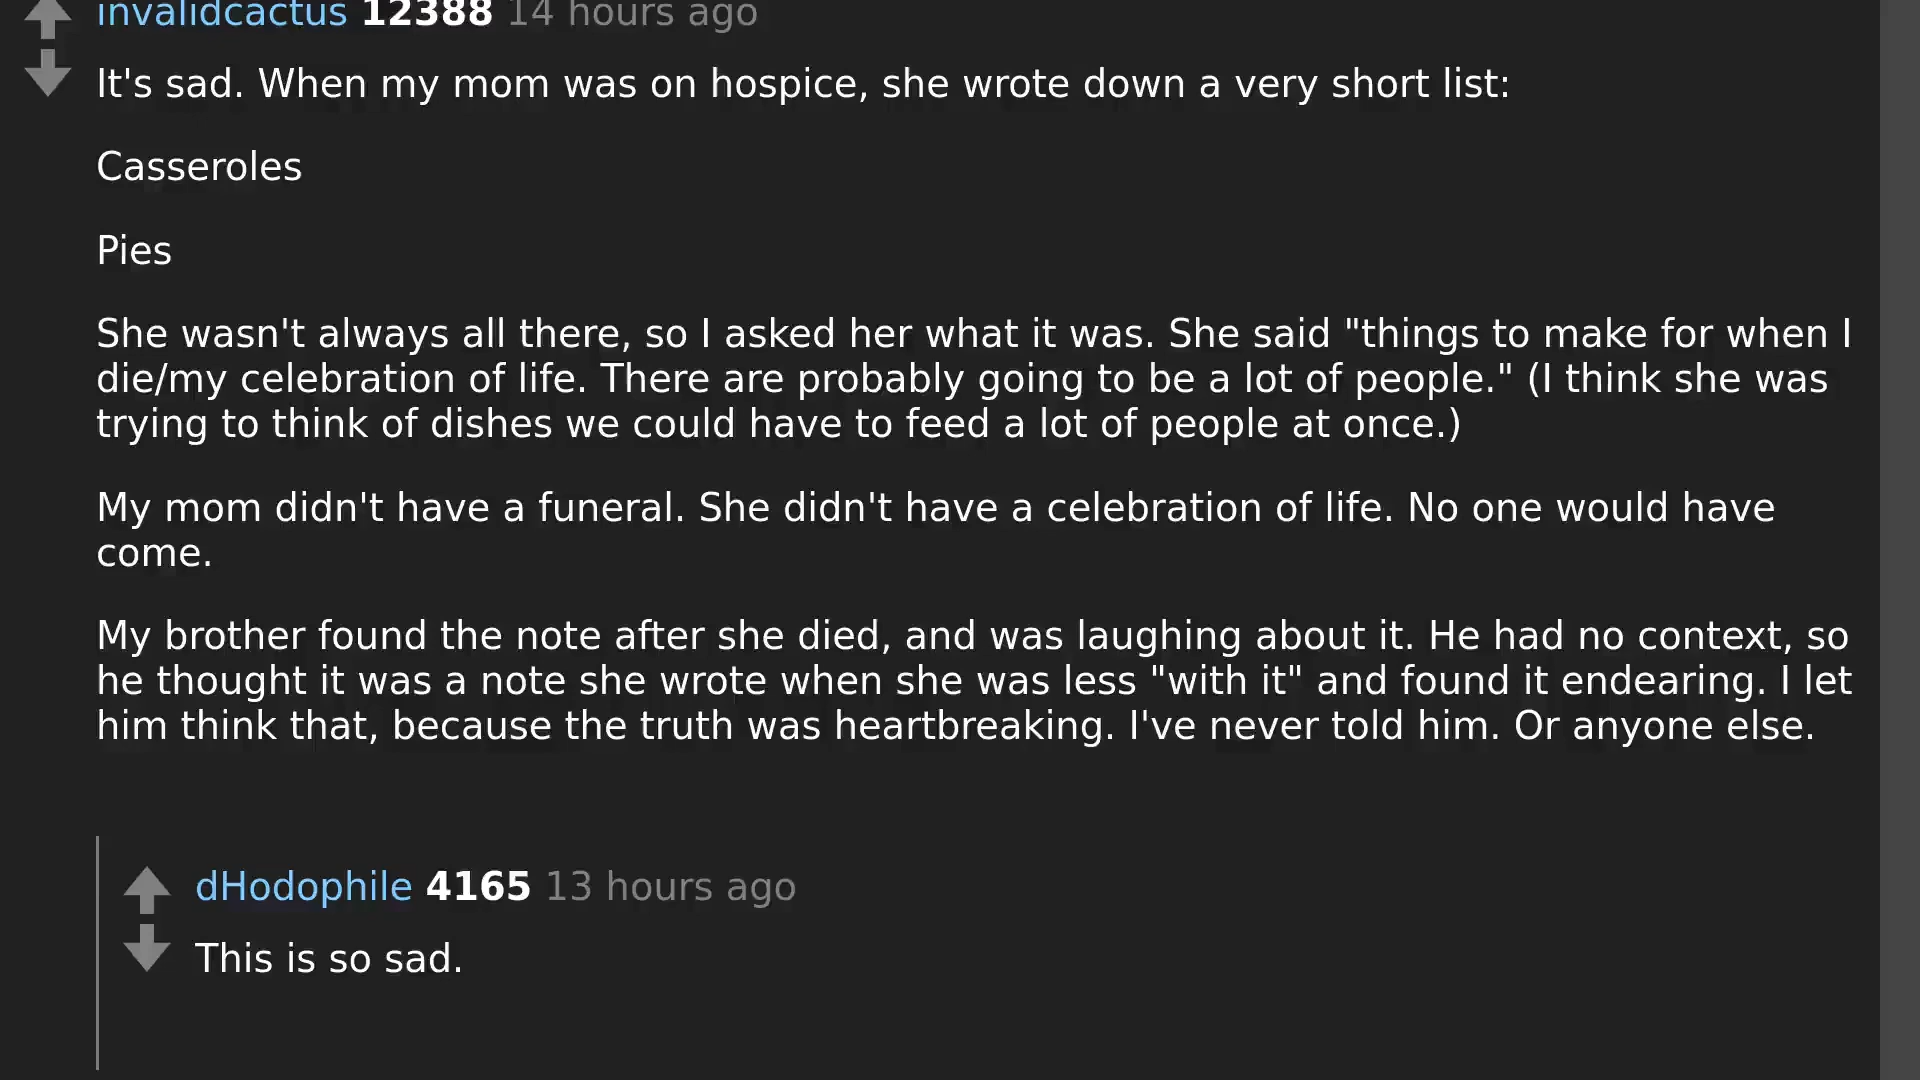 invalidcactus 12388 14 hours ago
It's sad. When my mom was on hospice, she wrote down a very short list:
Casseroles
Pies
She wasn't always all there, so I asked her what it was. She said "things to make for when I
die/my celebration of life. There are probably going to be a lot of people." (I think she was
trying to think of dishes we could have to feed a lot of people at once.)
My mom didn't have a funeral. She didn't have a celebration of life. No one would have
come.
My brother found the note after she died, and was laughing about it. He had no context, so
he thought it was a note she wrote when she was less "with it" and found it endearing. I let
him think that, because the truth was heartbreaking. I've never told him. Or anyone else.
dHodophile 4165 13 hours ago
This is so sad.